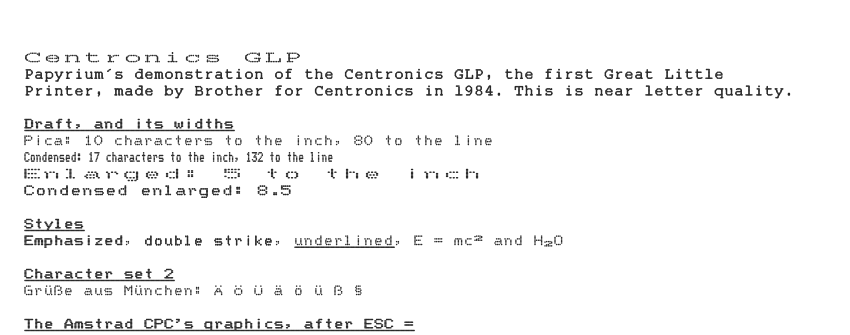 Centronics GLP
Papyrium´s demonstration of the Centronics GLP, the first Great Little
Printer, made by Brother for Centronics in 1984. This is near letter quality.
Draft, and its widths
Pica: 10 characters to the inch, 80 to the line
Condensed: 17 characters to the inch, 132 to the line
Enlarged: 5 to the inch
Condensed enlarged: 8.5
Styles
Emphasized, double strike, underlined, E = mc² and H₂O
Character set 2
Grüße aus München: Ä Ö Ü ä ö ü ß §
The Amstrad CPC's graphics, after ESC =